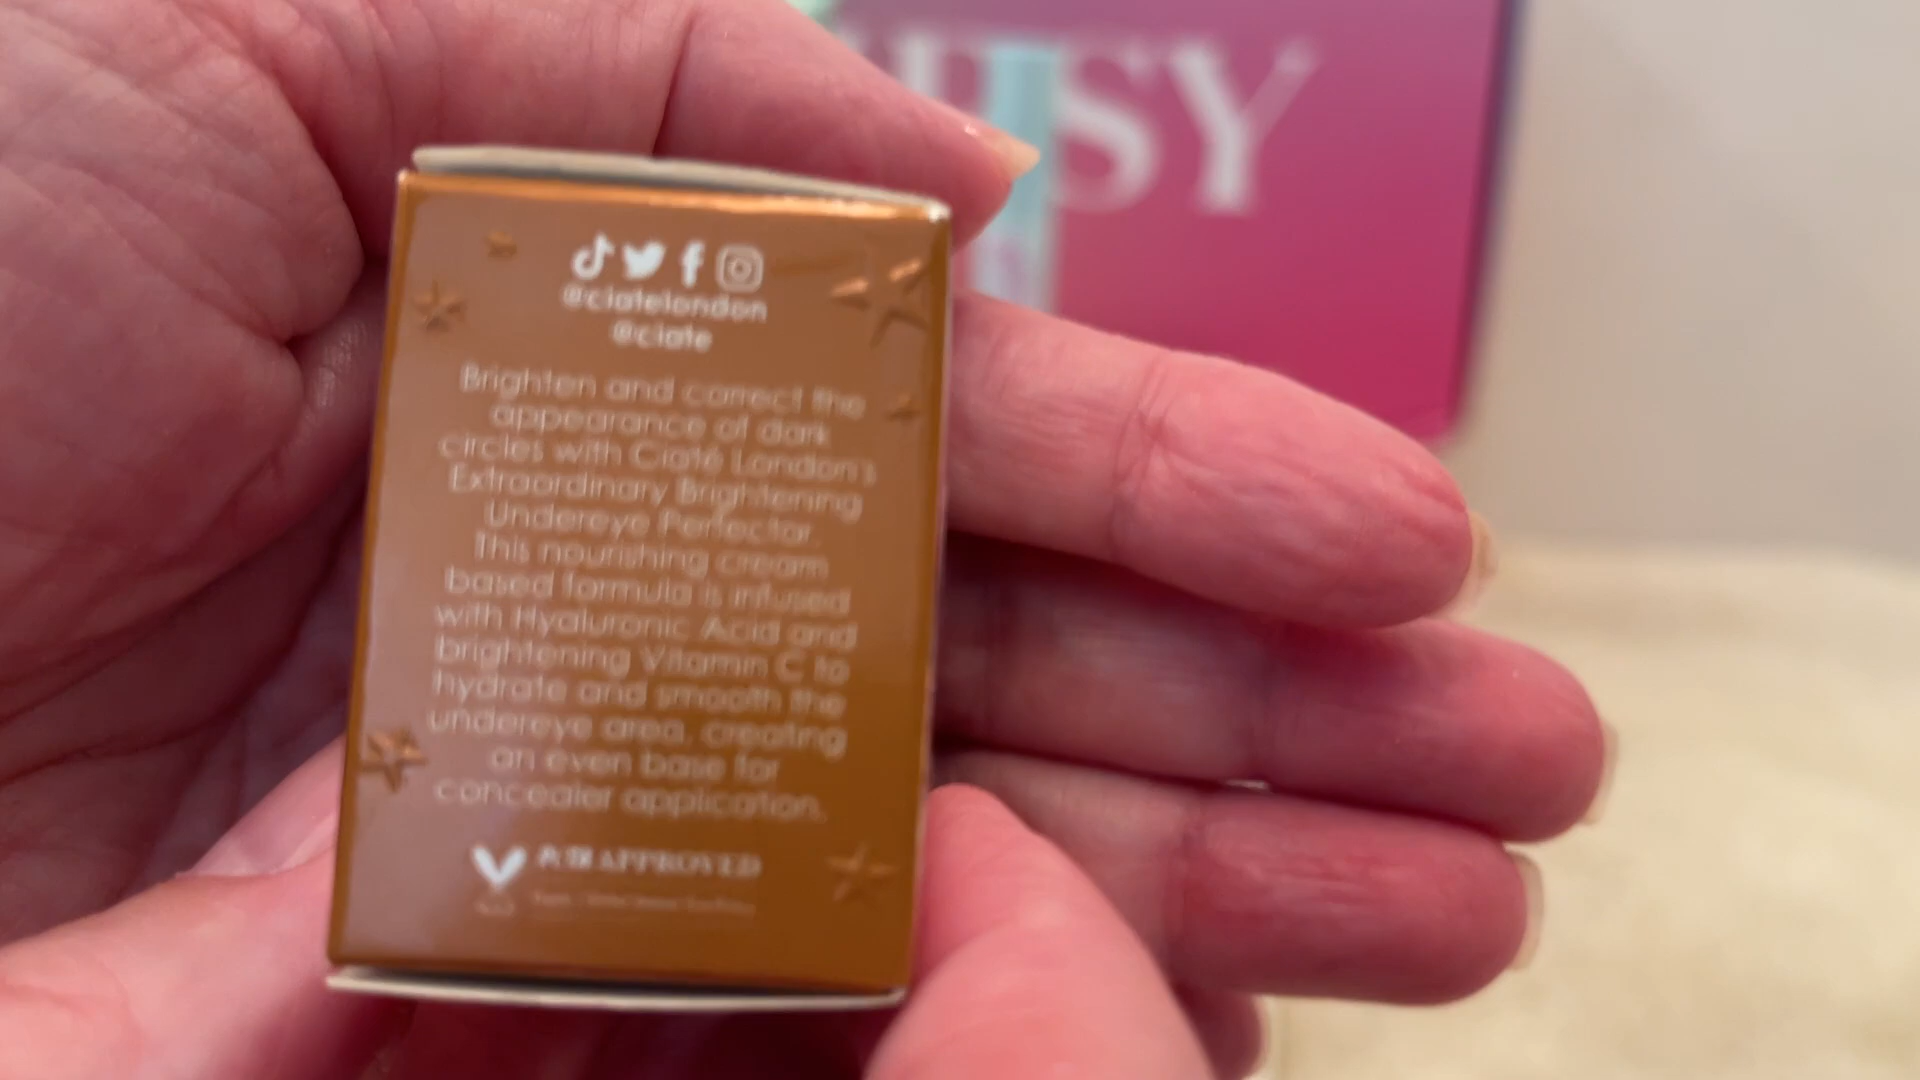 SY
@ciatelondon
@ciate
Brighten and correct the
appearance of dark
circles with Ciaté London's
Extraordinary Brightening
Undereye Perfector.
This nourishing cream
based formula is infused
with Hyaluronic Acid and
brightening Vitamin C to
hydrate and smooth the
undereye area, creating
an even base for
concealer application.
APPROVED